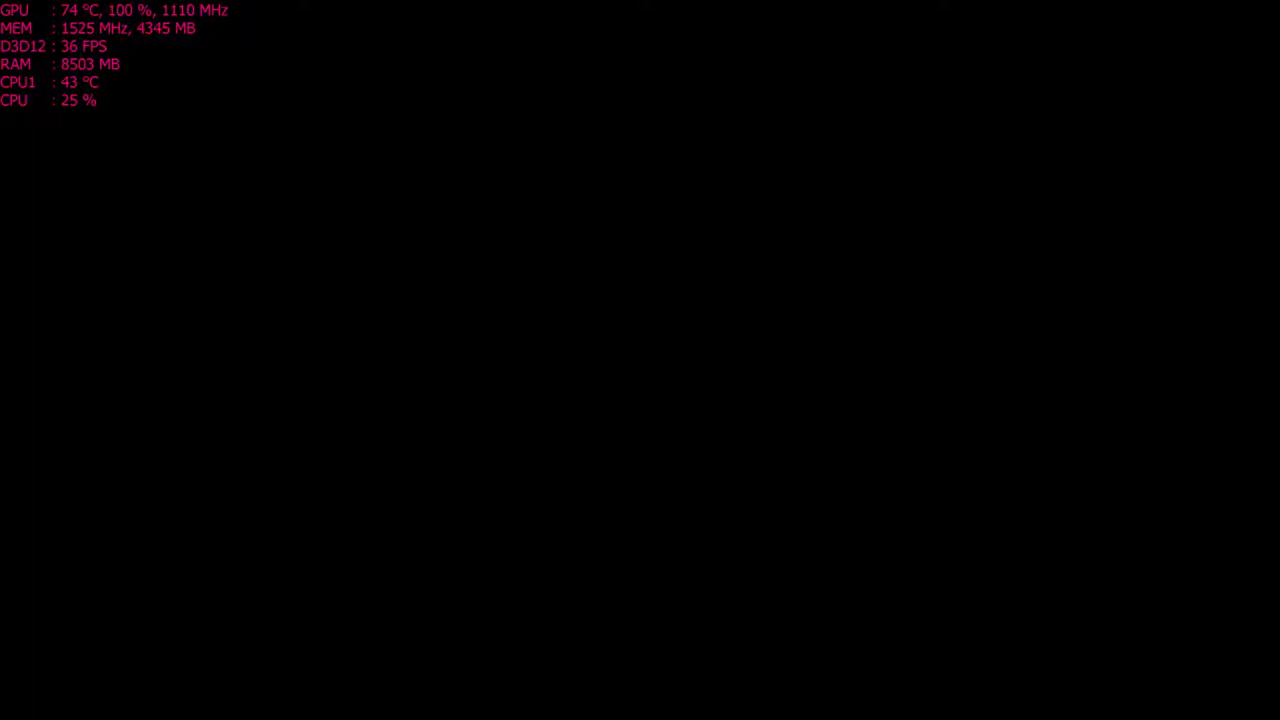 GPU : 74 °C, 100 %, 1110 MHz
MEM : 1525 MHz, 4345 MB
D3D12 : 36 FPS
RAM : 8503 MB
CPU1 : 43 °C
CPU : 25 %